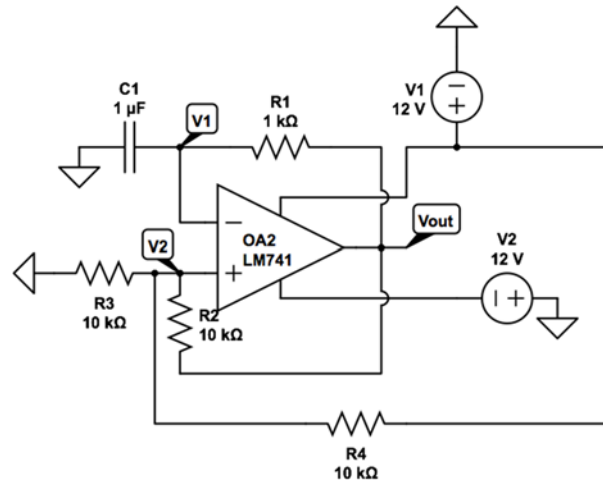 C1
1 µF
V1
R1
1 kΩ
V1
12 V
−
+
−
OA2
LM741
+
Vout
V2
V2
12 V
− +
R3
10 kΩ
R2
10 kΩ
R4
10 kΩ